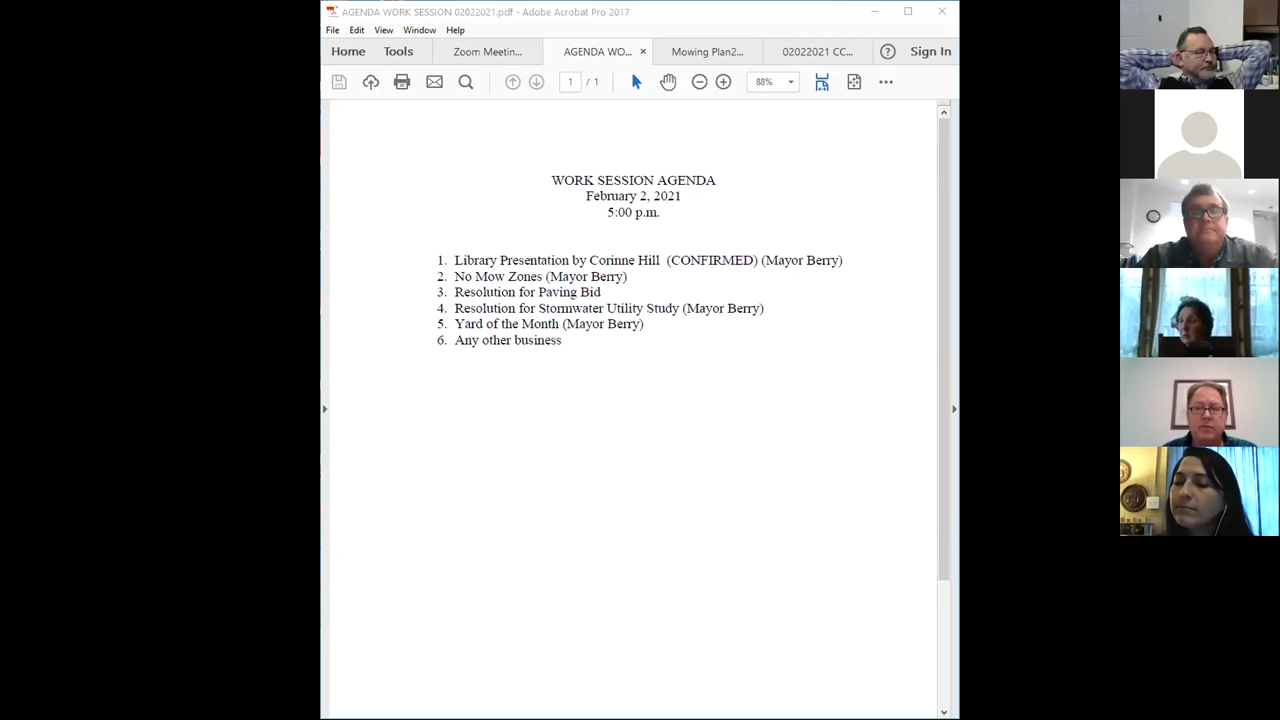 AGENDA WORK SESSION 02022021.pdf - Adobe Acrobat Pro 2017
File Edit View Window Help
Home Tools Zoom Meetin... AGENDA WO... × Mowing Plan2... 02022021 CC... Sign In
1 / 1 88%
WORK SESSION AGENDA
February 2, 2021
5:00 p.m.
1. Library Presentation by Corinne Hill (CONFIRMED) (Mayor Berry)
2. No Mow Zones (Mayor Berry)
3. Resolution for Paving Bid
4. Resolution for Stormwater Utility Study (Mayor Berry)
5. Yard of the Month (Mayor Berry)
6. Any other business